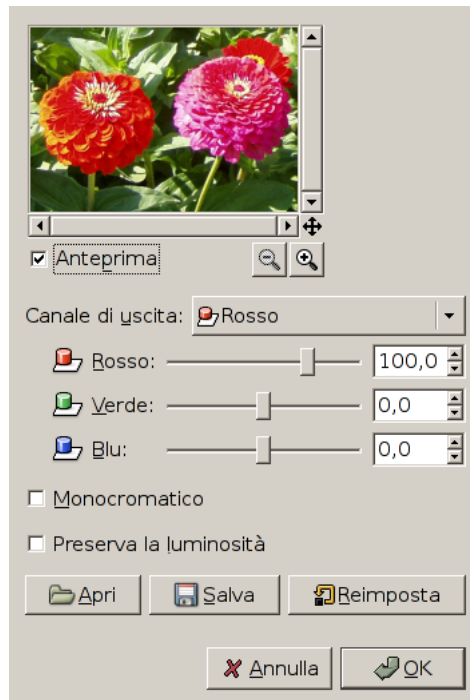 Anteprima
Canale di uscita: Rosso
Rosso: 100,0
Verde: 0,0
Blu: 0,0
Monocromatico
Preserva la luminosità
Apri Salva Reimposta
Annulla OK